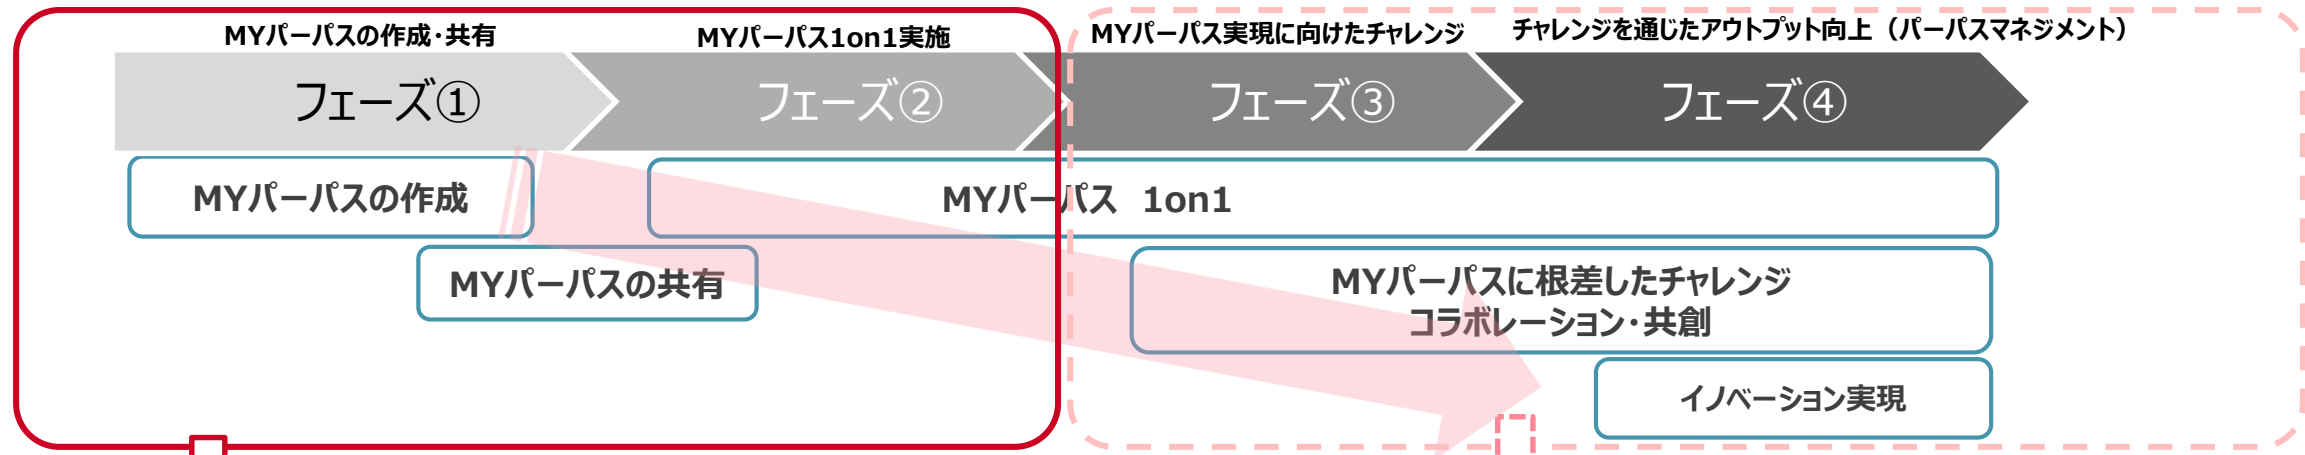 MYパーパスの作成・共有
MYパーパス1on1実施
MYパーパス実現に向けたチャレンジ
チャレンジを通じたアウトプット向上（パーパスマネジメント）
フェーズ①
フェーズ②
フェーズ③
フェーズ④
MYパーパスの作成
MYパーパス 1on1
MYパーパスの共有
MYパーパスに根差したチャレンジ
コラボレーション・共創
イノベーション実現